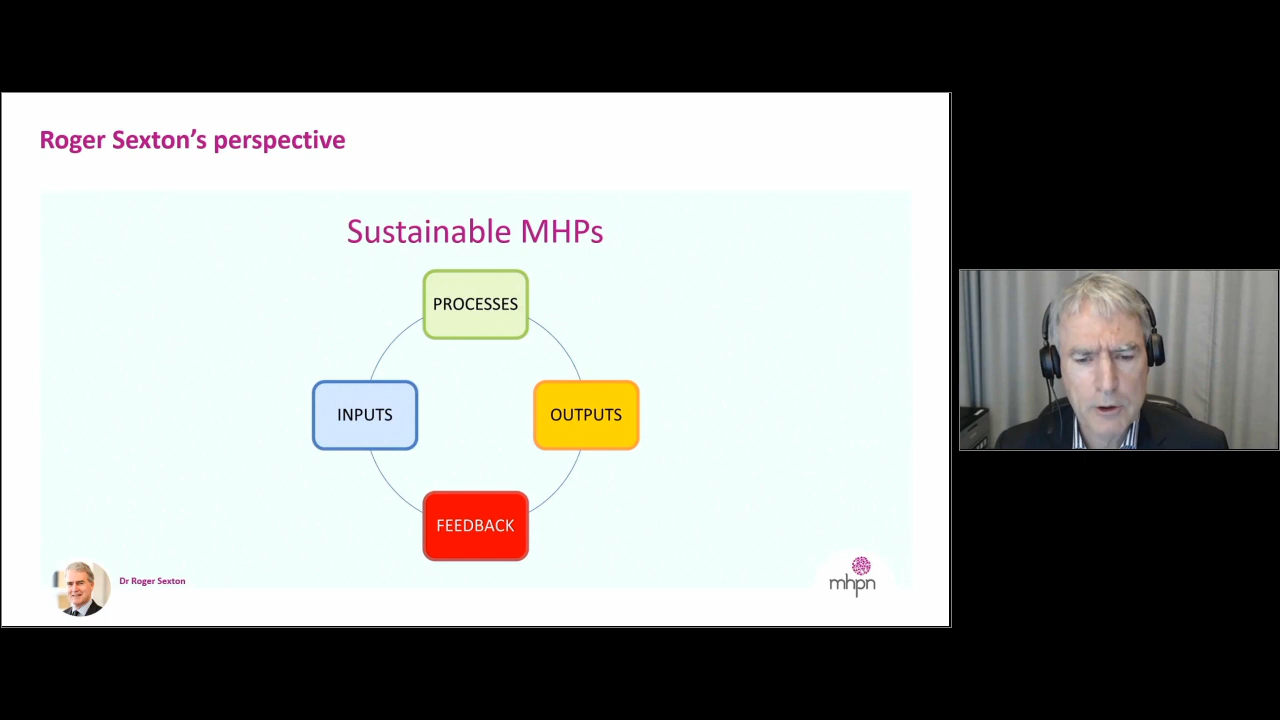 Roger Sexton’s perspective
Sustainable MHPs
PROCESSES
INPUTS
OUTPUTS
FEEDBACK
Dr Roger Sexton
mhpn